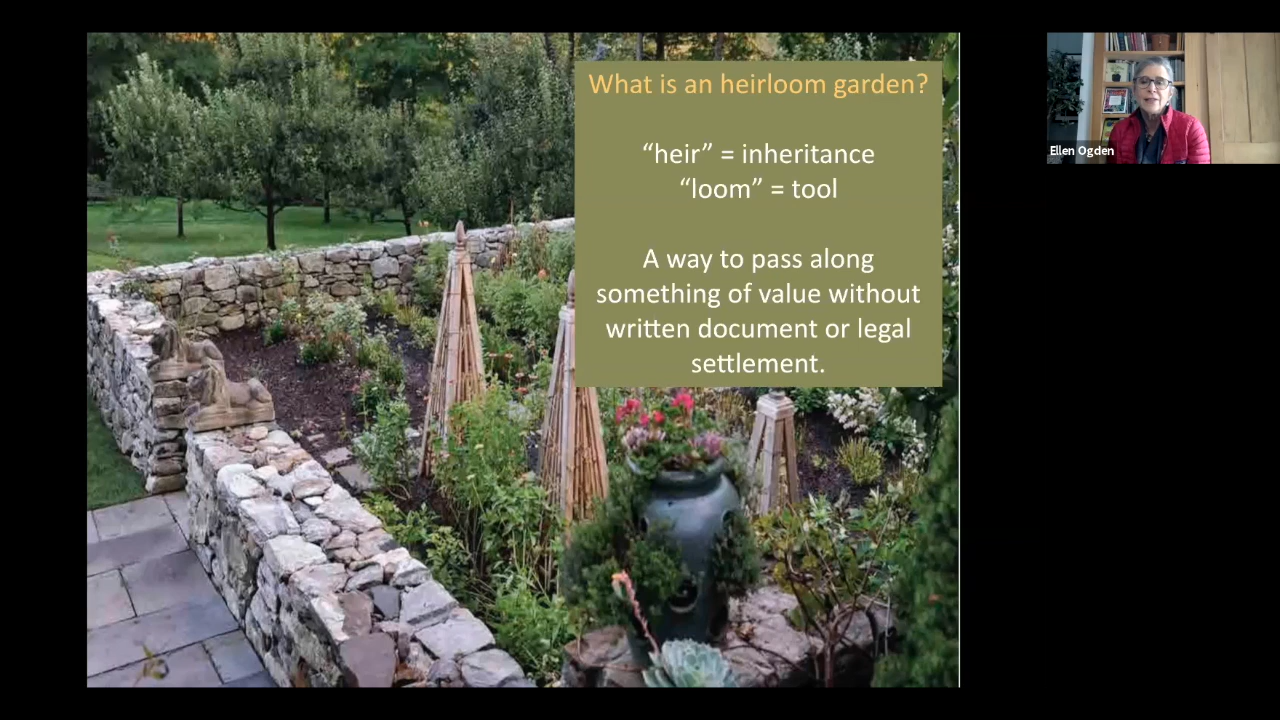 What is an heirloom garden?
“heir” = inheritance
“loom” = tool
A way to pass along
something of value without
written document or legal
settlement.
Ellen Ogden